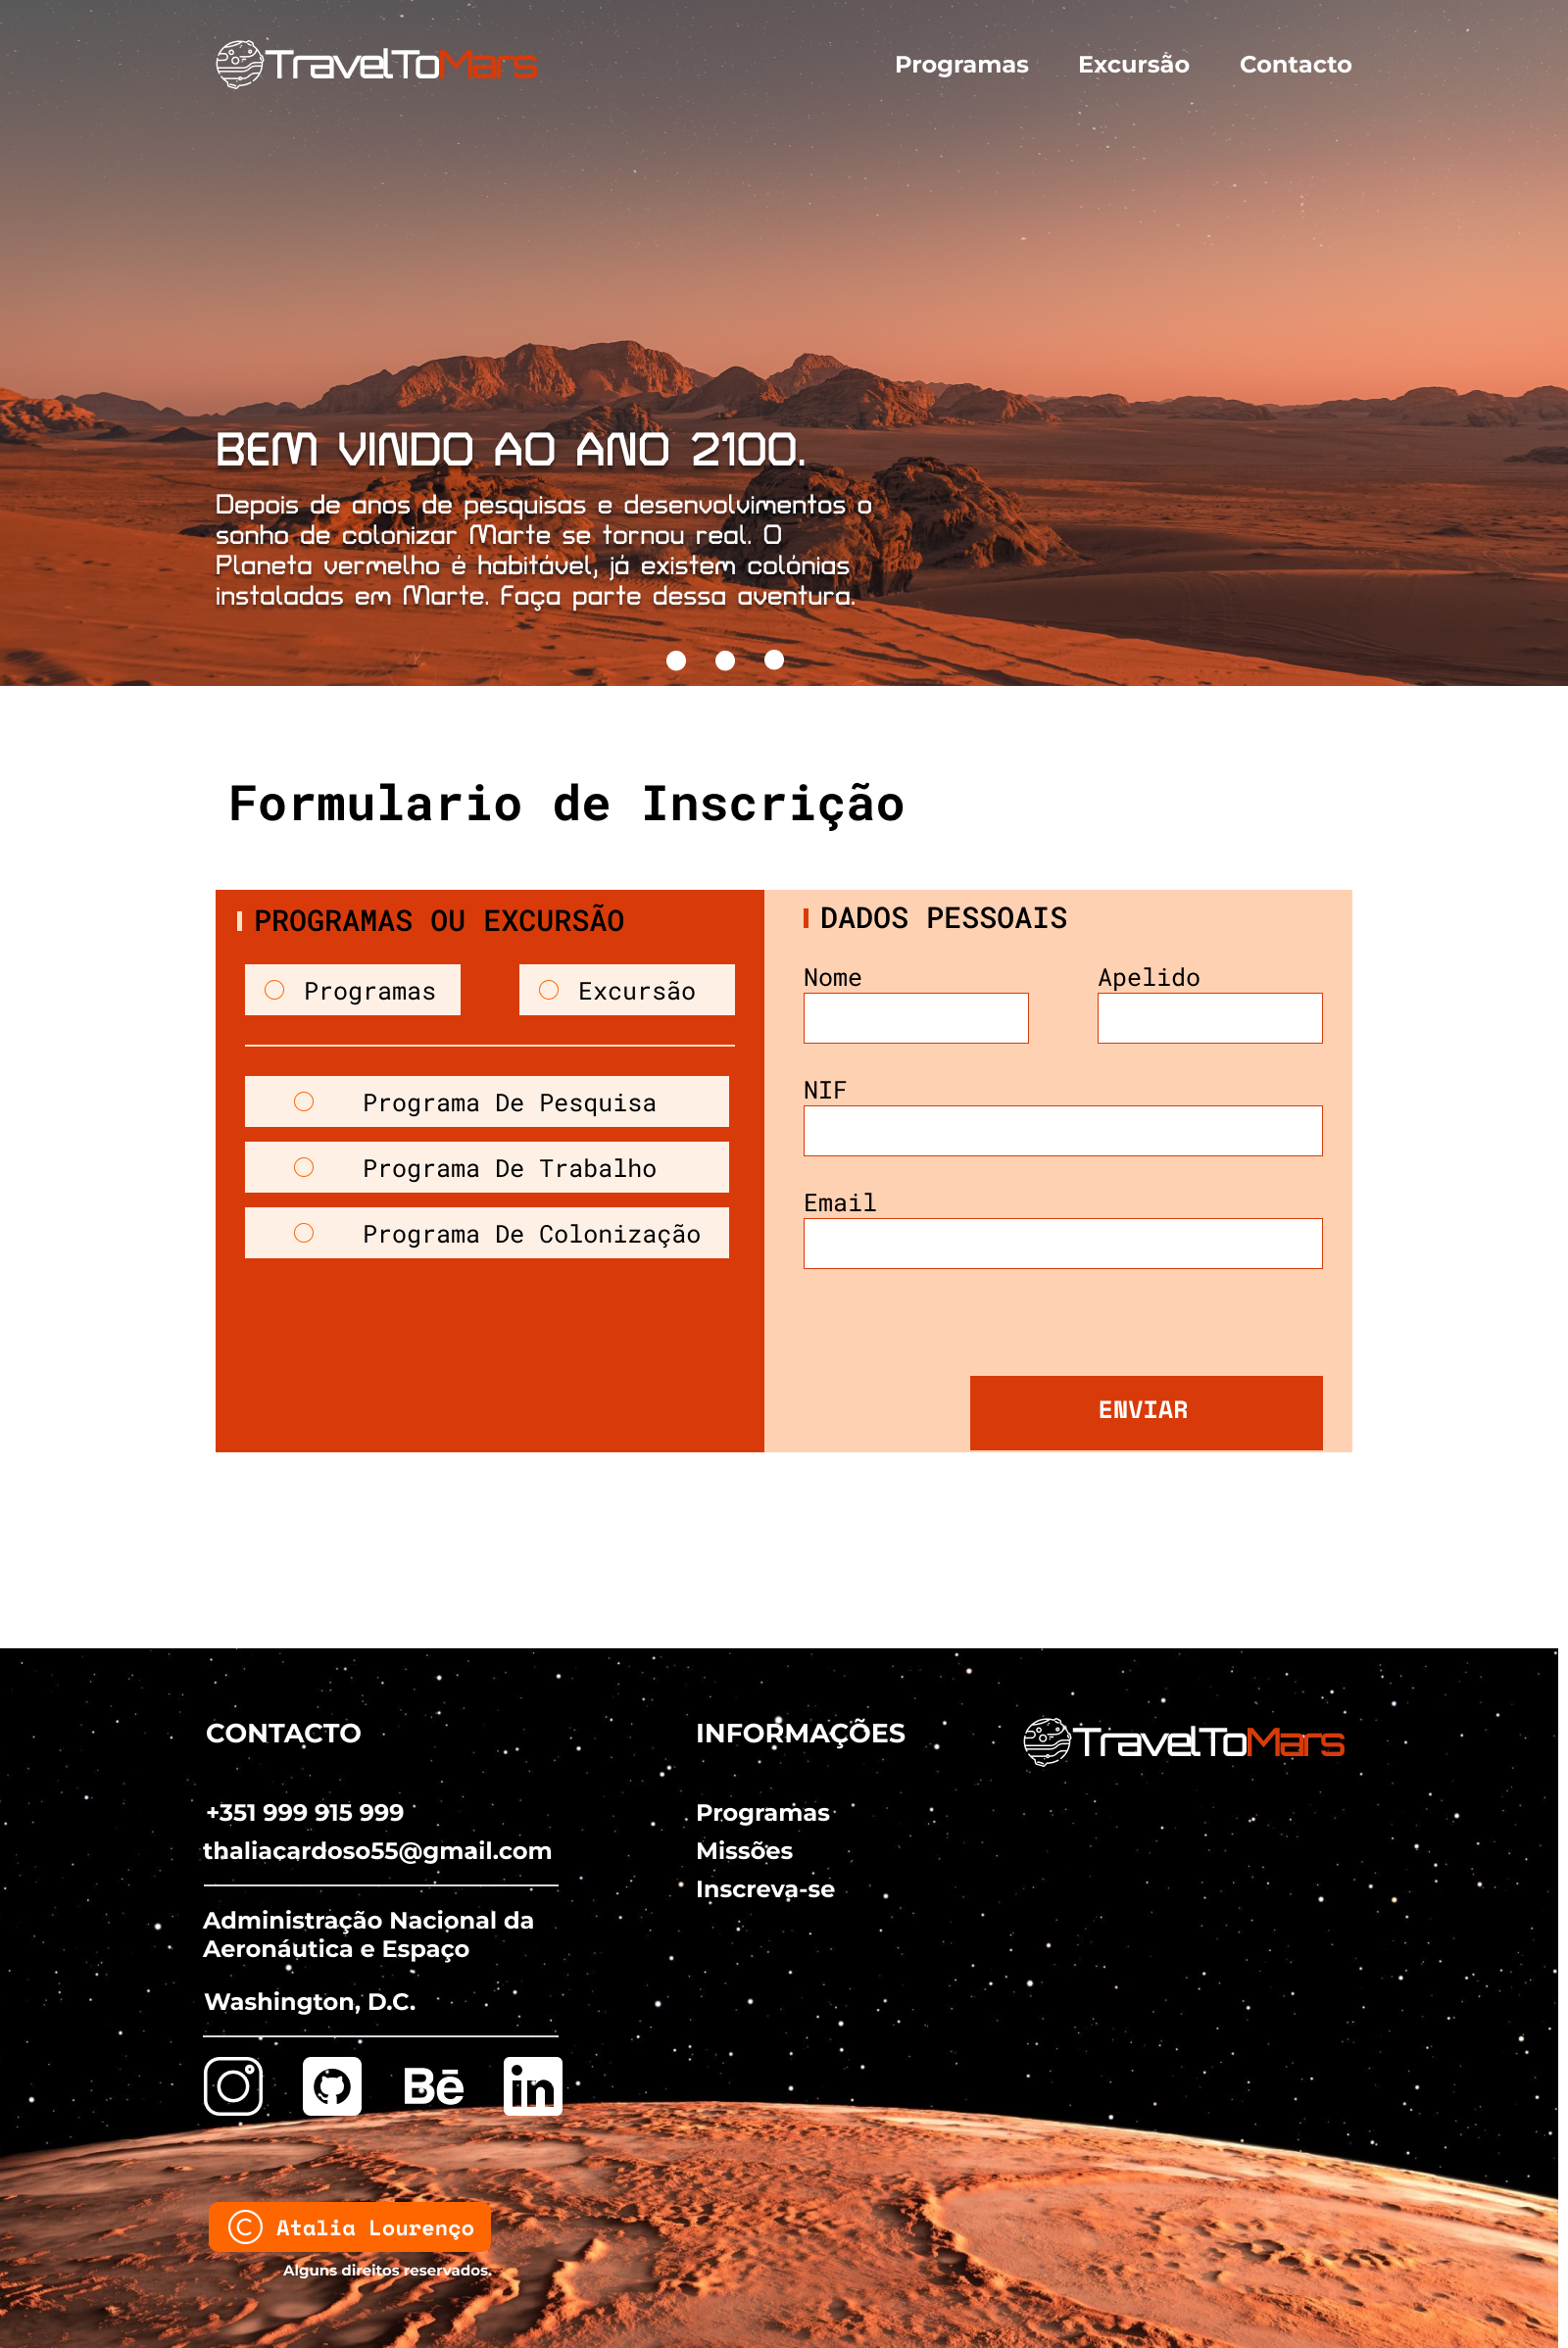 TravelToMars
Programas Excursão Contacto
BEM VINDO AO ANO 2100.
Depois de anos de pesquisas e desenvolvimentos o
sonho de colonizar Marte se tornou real. O
Planeta vermelho é habitável, já existem colónias
instaladas em Marte. Faça parte dessa aventura.
Formulario de Inscrição
PROGRAMAS OU EXCURSÃO
Programas Excursão
Programa De Pesquisa
Programa De Trabalho
Programa De Colonização
DADOS PESSOAIS
Nome Apelido
NIF
Email
ENVIAR
CONTACTO
+351 999 915 999
thaliacardoso55@gmail.com
Administração Nacional da
Aeronáutica e Espaço
Washington, D.C.
Bē in
INFORMAÇÕES
Programas
Missões
Inscreva-se
TravelToMars
© Atalia Lourenço
Alguns direitos reservados.